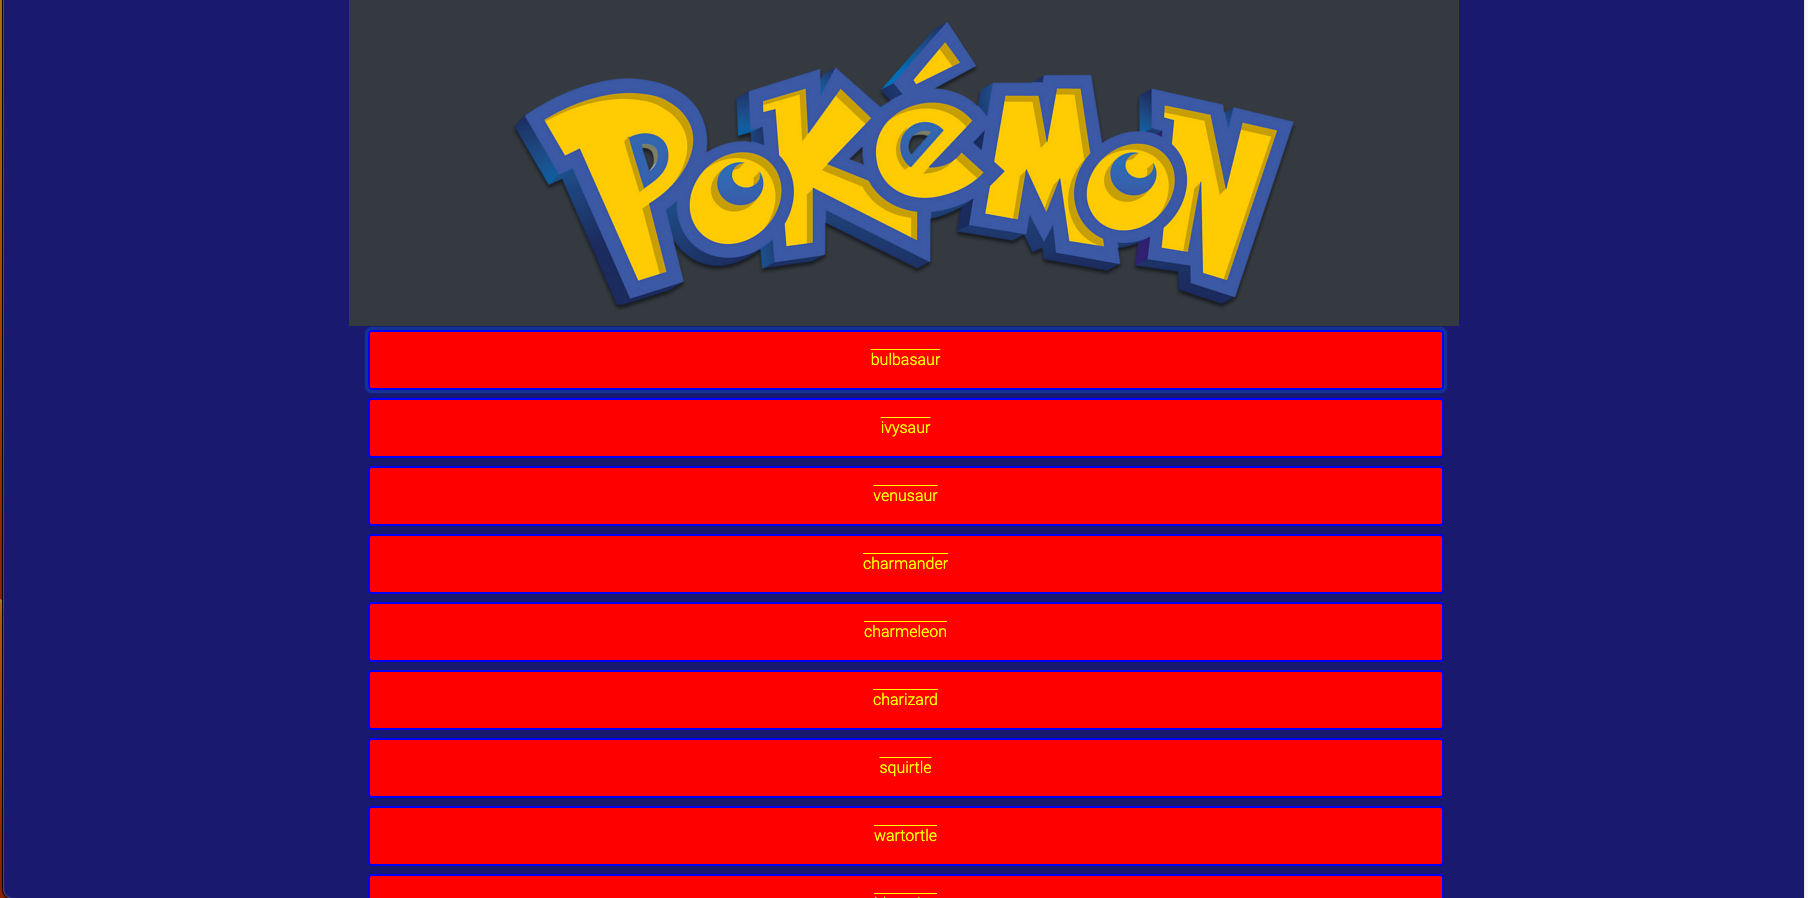 Pokémon
bulbasaur
ivysaur
venusaur
charmander
charmeleon
charizard
squirtle
wartortle